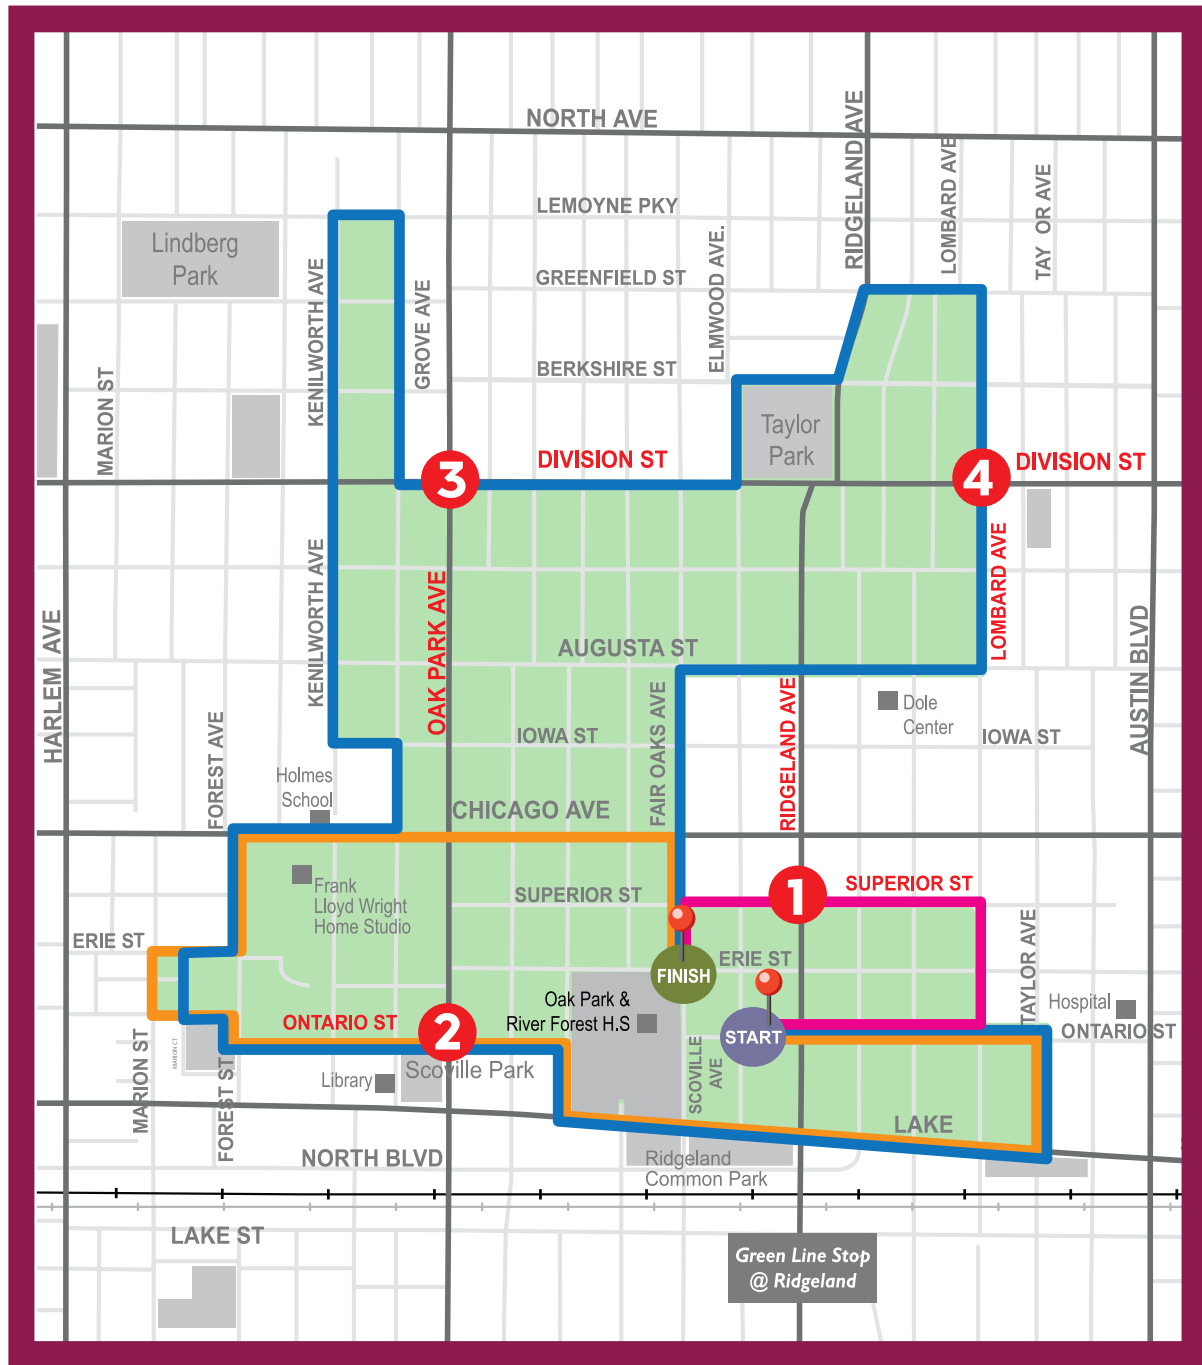 NORTH AVE
RIDGELAND AVE
LOMBARD AVE
TAY OR AVE
LEMOYNE PKY
Lindberg
Park
KENILWORTH AVE
GROVE AVE
GREENFIELD ST
ELMWOOD AVE.
BERKSHIRE ST
MARION ST
Taylor
Park
3
DIVISION ST
4
DIVISION ST
KENILWORTH AVE
OAK PARK AVE
LOMBARD AVE
HARLEM AVE
AUGUSTA ST
AUSTIN BLVD
FAIR OAKS AVE
RIDGELAND AVE
Dole
Center
FOREST AVE
IOWA ST
IOWA ST
Holmes
School
CHICAGO AVE
1
SUPERIOR ST
SUPERIOR ST
Frank
Lloyd Wright
Home Studio
ERIE ST
ERIE ST
FINISH
TAYLOR AVE
Oak Park &
River Forest H.S
Hospital
ONTARIO ST
2
START
ONTARIO ST
MARION ST
MARION CT
FOREST ST
SCOVILLE
AVE
Library
Scoville Park
LAKE
NORTH BLVD
Ridgeland
Common Park
LAKE ST
Green Line Stop
@ Ridgeland